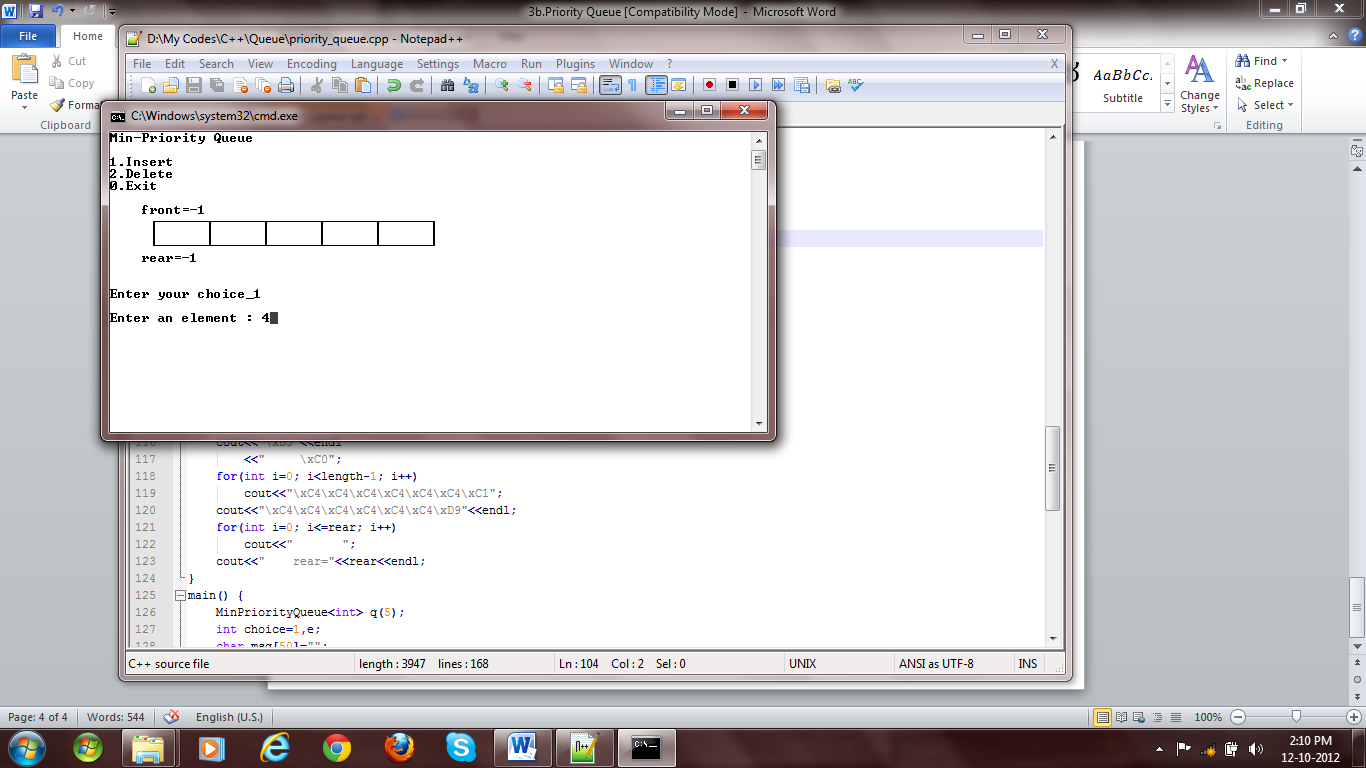 3b.Priority Queue [Compatibility Mode] - Microsoft Word
File
Home
Paste
Cut
Copy
Forma
Clipboard
AaBbCc
Subtitle
Change
Styles
Find
Replace
Select
Editing
D:\My Codes\C++\Queue\priority_queue.cpp - Notepad++
File Edit Search View Encoding Language Settings Macro Run Plugins Window ? X
C:\Windows\system32\cmd.exe
Min-Priority Queue
1.Insert
2.Delete
0.Exit
front=-1
rear=-1
Enter your choice_1
Enter an element : 4
117 <<" \xC0";
118 for(int i=0; i<length-1; i++)
119 cout<<"\xC4\xC4\xC4\xC4\xC4\xC4\xC1";
120 cout<<"\xC4\xC4\xC4\xC4\xC4\xC4\xD9"<<endl;
121 for(int i=0; i<=rear; i++)
122 cout<<" ";
123 cout<<" rear="<<rear<<endl;
124 }
125 main() {
126 MinPriorityQueue<int> q(5);
127 int choice=1,e;
128 char msg[50]="";
C++ source file length : 3947 lines : 168 Ln : 104 Col : 2 Sel : 0 UNIX ANSI as UTF-8 INS
Page: 4 of 4 Words: 544 English (U.S.) 100%
2:10 PM
12-10-2012